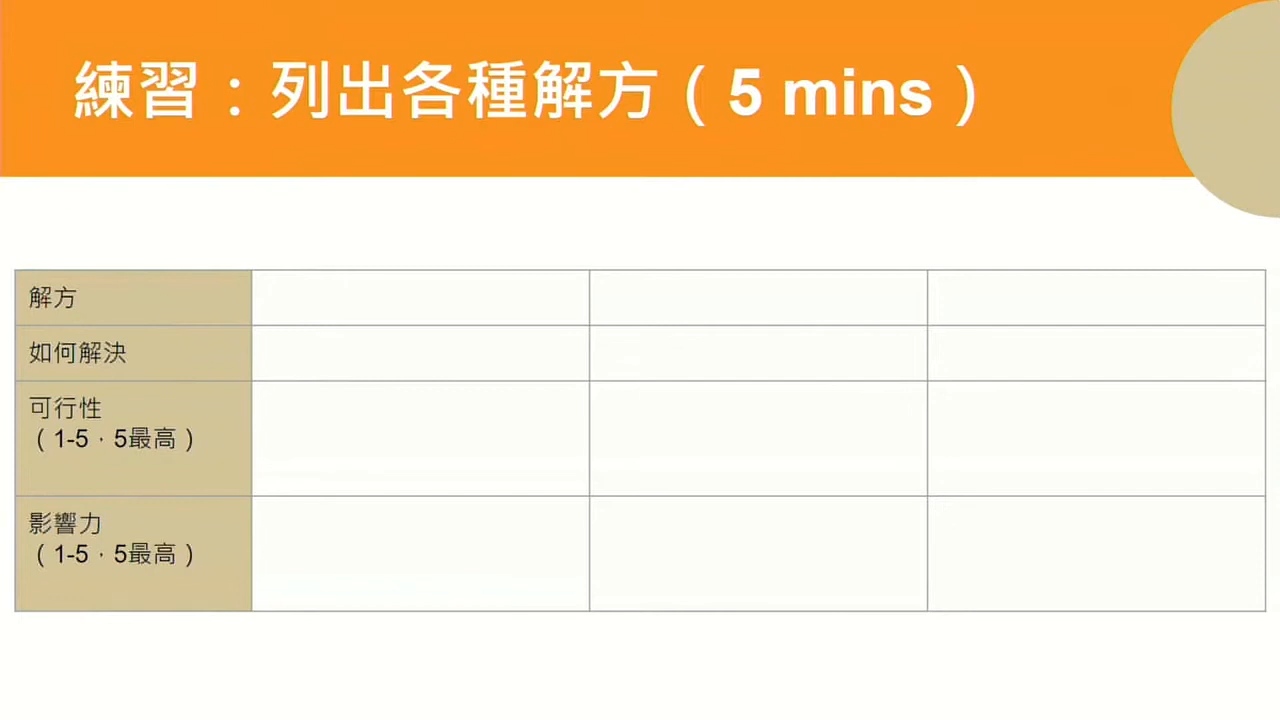 練習：列出各種解方（5 mins）
解方
如何解決
可行性
（1-5，5最高）
影響力
（1-5，5最高）